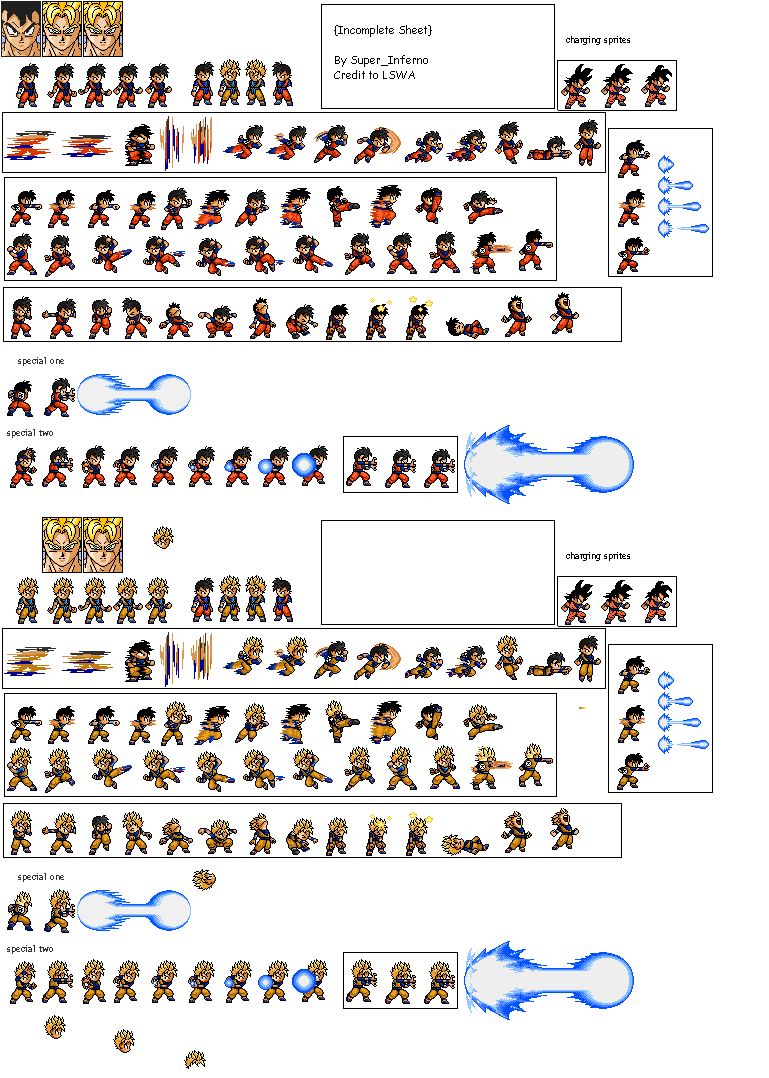 {Incomplete Sheet}
By Super_Inferno
Credit to LSWA
charging sprites
special one
special two
charging sprites
special one
special two